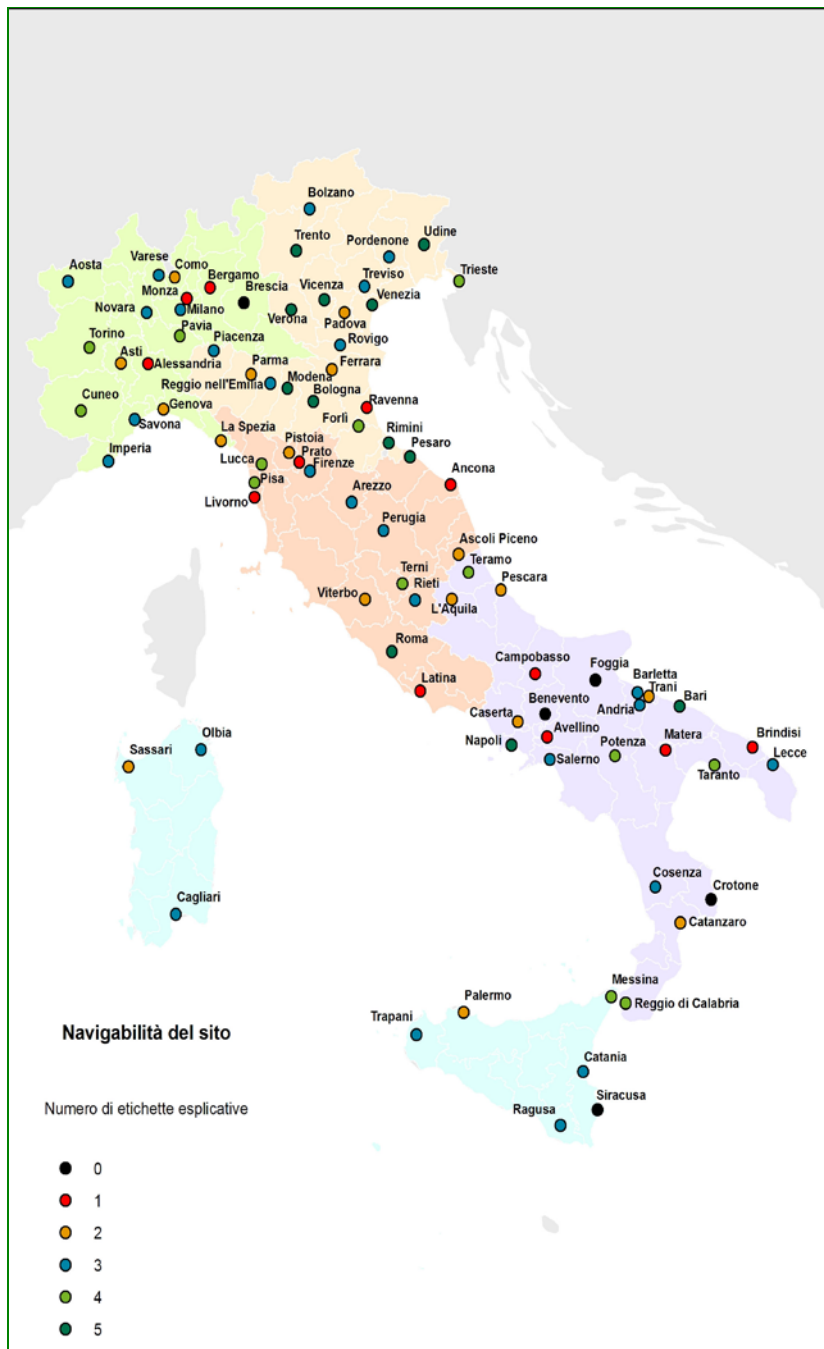 Bolzano
Udine
Trento
Pordenone
Trieste
Aosta
Varese
Como
Bergamo
Brescia
Vicenza
Treviso
Venezia
Monza
Novara
Milano
Verona
Padova
Pavia
Torino
Piacenza
Rovigo
Asti
Alessandria
Parma
Ferrara
Reggio nell'Emilia
Modena
Bologna
Cuneo
Genova
Ravenna
Savona
La Spezia
Forlì
Rimini
Pistoia
Prato
Pesaro
Imperia
Lucca
Firenze
Ancona
Pisa
Arezzo
Livorno
Perugia
Ascoli Piceno
Teramo
Terni
Rieti
Pescara
Viterbo
L'Aquila
Roma
Campobasso
Foggia
Latina
Barletta
Trani
Bari
Benevento
Andria
Caserta
Avellino
Napoli
Potenza
Matera
Brindisi
Salerno
Lecce
Taranto
Olbia
Sassari
Cosenza
Crotone
Cagliari
Catanzaro
Messina
Palermo
Reggio di Calabria
Trapani
Navigabilità del sito
Catania
Siracusa
Ragusa
Numero di etichette esplicative
0
1
2
3
4
5